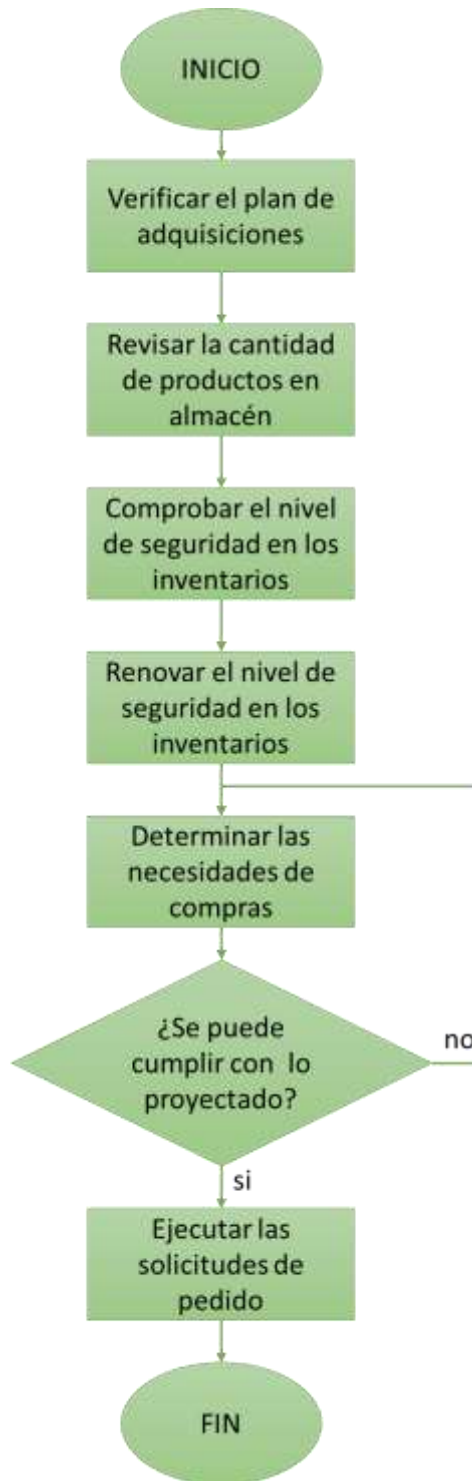 INICIO
Verificar el plan de
adquisiciones
Revisar la cantidad
de productos en
almacén
Comprobar el nivel
de seguridad en los
inventarios
Renovar el nivel de
seguridad en los
inventarios
Determinar las
necesidades de
compras
¿Se puede
cumplir con lo
proyectado?
no
si
Ejecutar las
solicitudes de
pedido
FIN